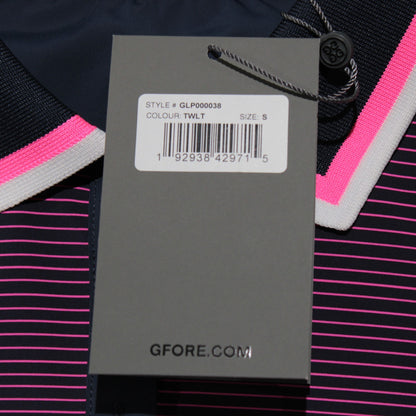 STYLE # GLP000038
COLOUR: TWLT SIZE: S
1 92938 42971 5
GFORE.COM